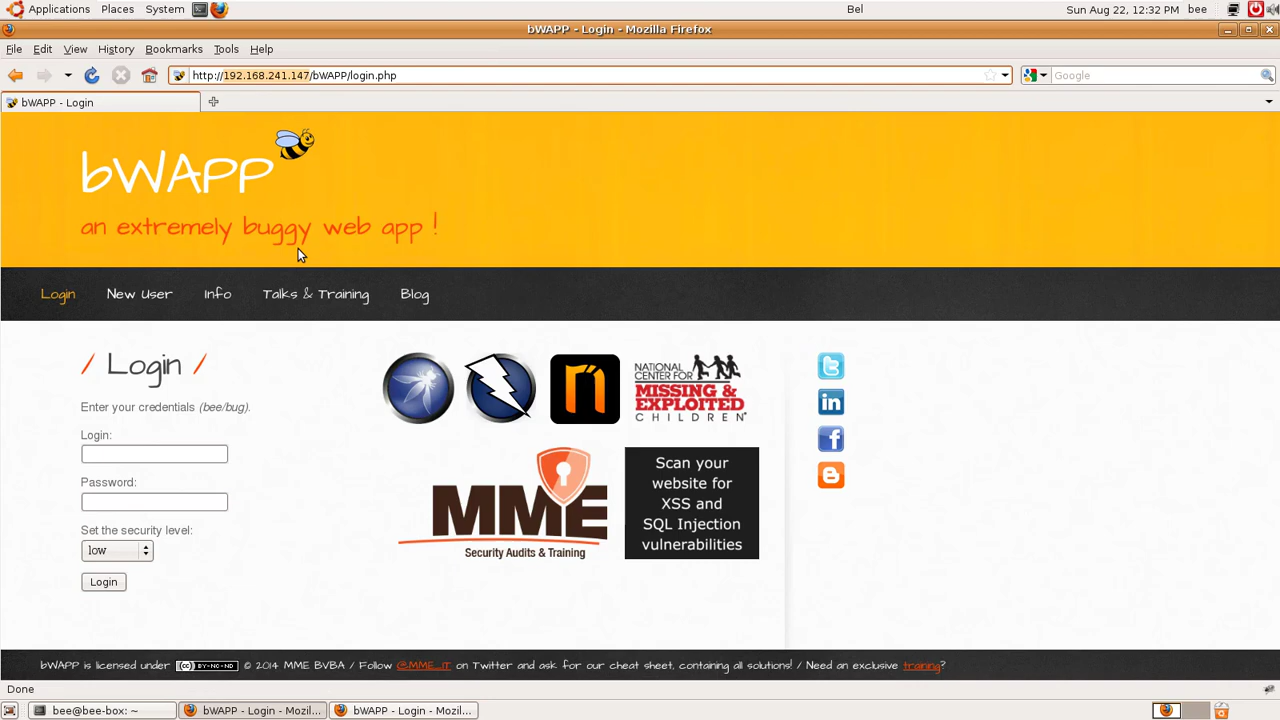 Applications Places System Bel Sun Aug 22, 12:32 PM bee
bWAPP - Login - Mozilla Firefox
File Edit View History Bookmarks Tools Help
http://192.168.241.147/bWAPP/login.php Google
bWAPP - Login
bWAPP
an extremely buggy web app !
Login New User Info Talks & Training Blog
/ Login /
Enter your credentials (bee/bug).
Login:
Password:
Set the security level:
low
Login
NATIONAL
CENTER FOR
MISSING &
EXPLOITED
CHILDREN®
MME
Security Audits & Training
Scan your
website for
XSS and
SQL Injection
vulnerabilities
bWAPP is licensed under (cc) BY-NC-ND © 2014 MME BVBA / Follow @MME_IT on Twitter and ask for our cheat sheet, containing all solutions! / Need an exclusive training?
Done
bee@bee-box: ~ bWAPP - Login - Mozil... bWAPP - Login - Mozil...